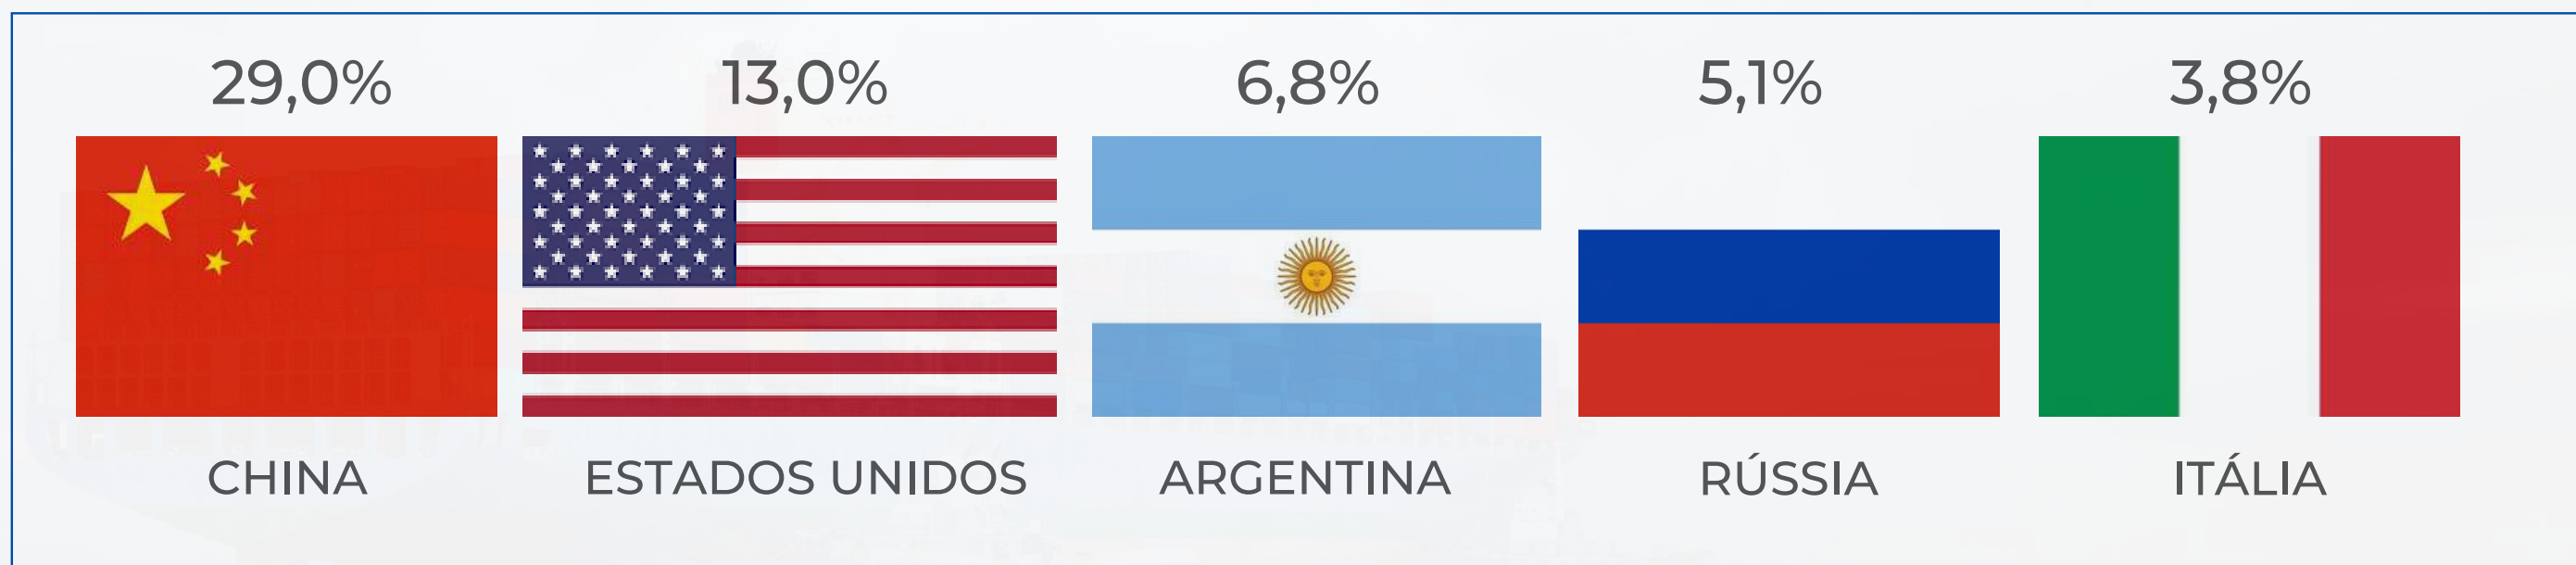 29,0% 13,0% 6,8% 5,1% 3,8%
CHINA ESTADOS UNIDOS ARGENTINA RÚSSIA ITÁLIA